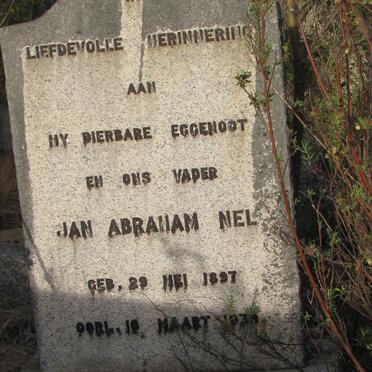 LIEFDEVOLLE HERINNERING
AAN
MY DIERBARE EGGENOOT
EN ONS VADER
JAN ABRAHAM NEL
GEB. 29 MEI 1897
OORL. 10 MAART